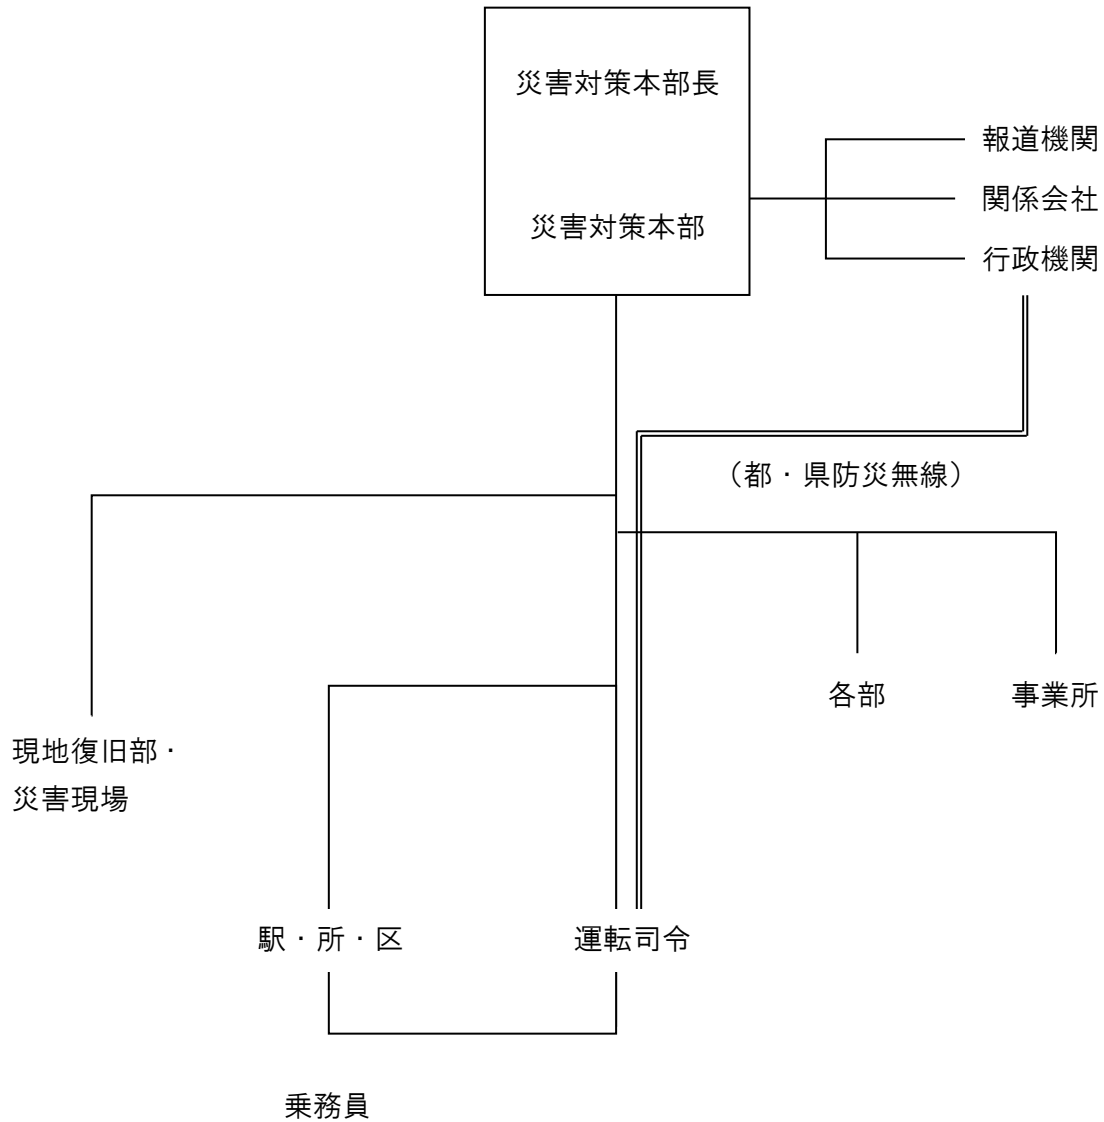 災害対策本部長
報道機関
関係会社
災害対策本部
行政機関
（都・県防災無線）
各部
事業所
現地復旧部・
災害現場
駅・所・区
運転司令
乗務員